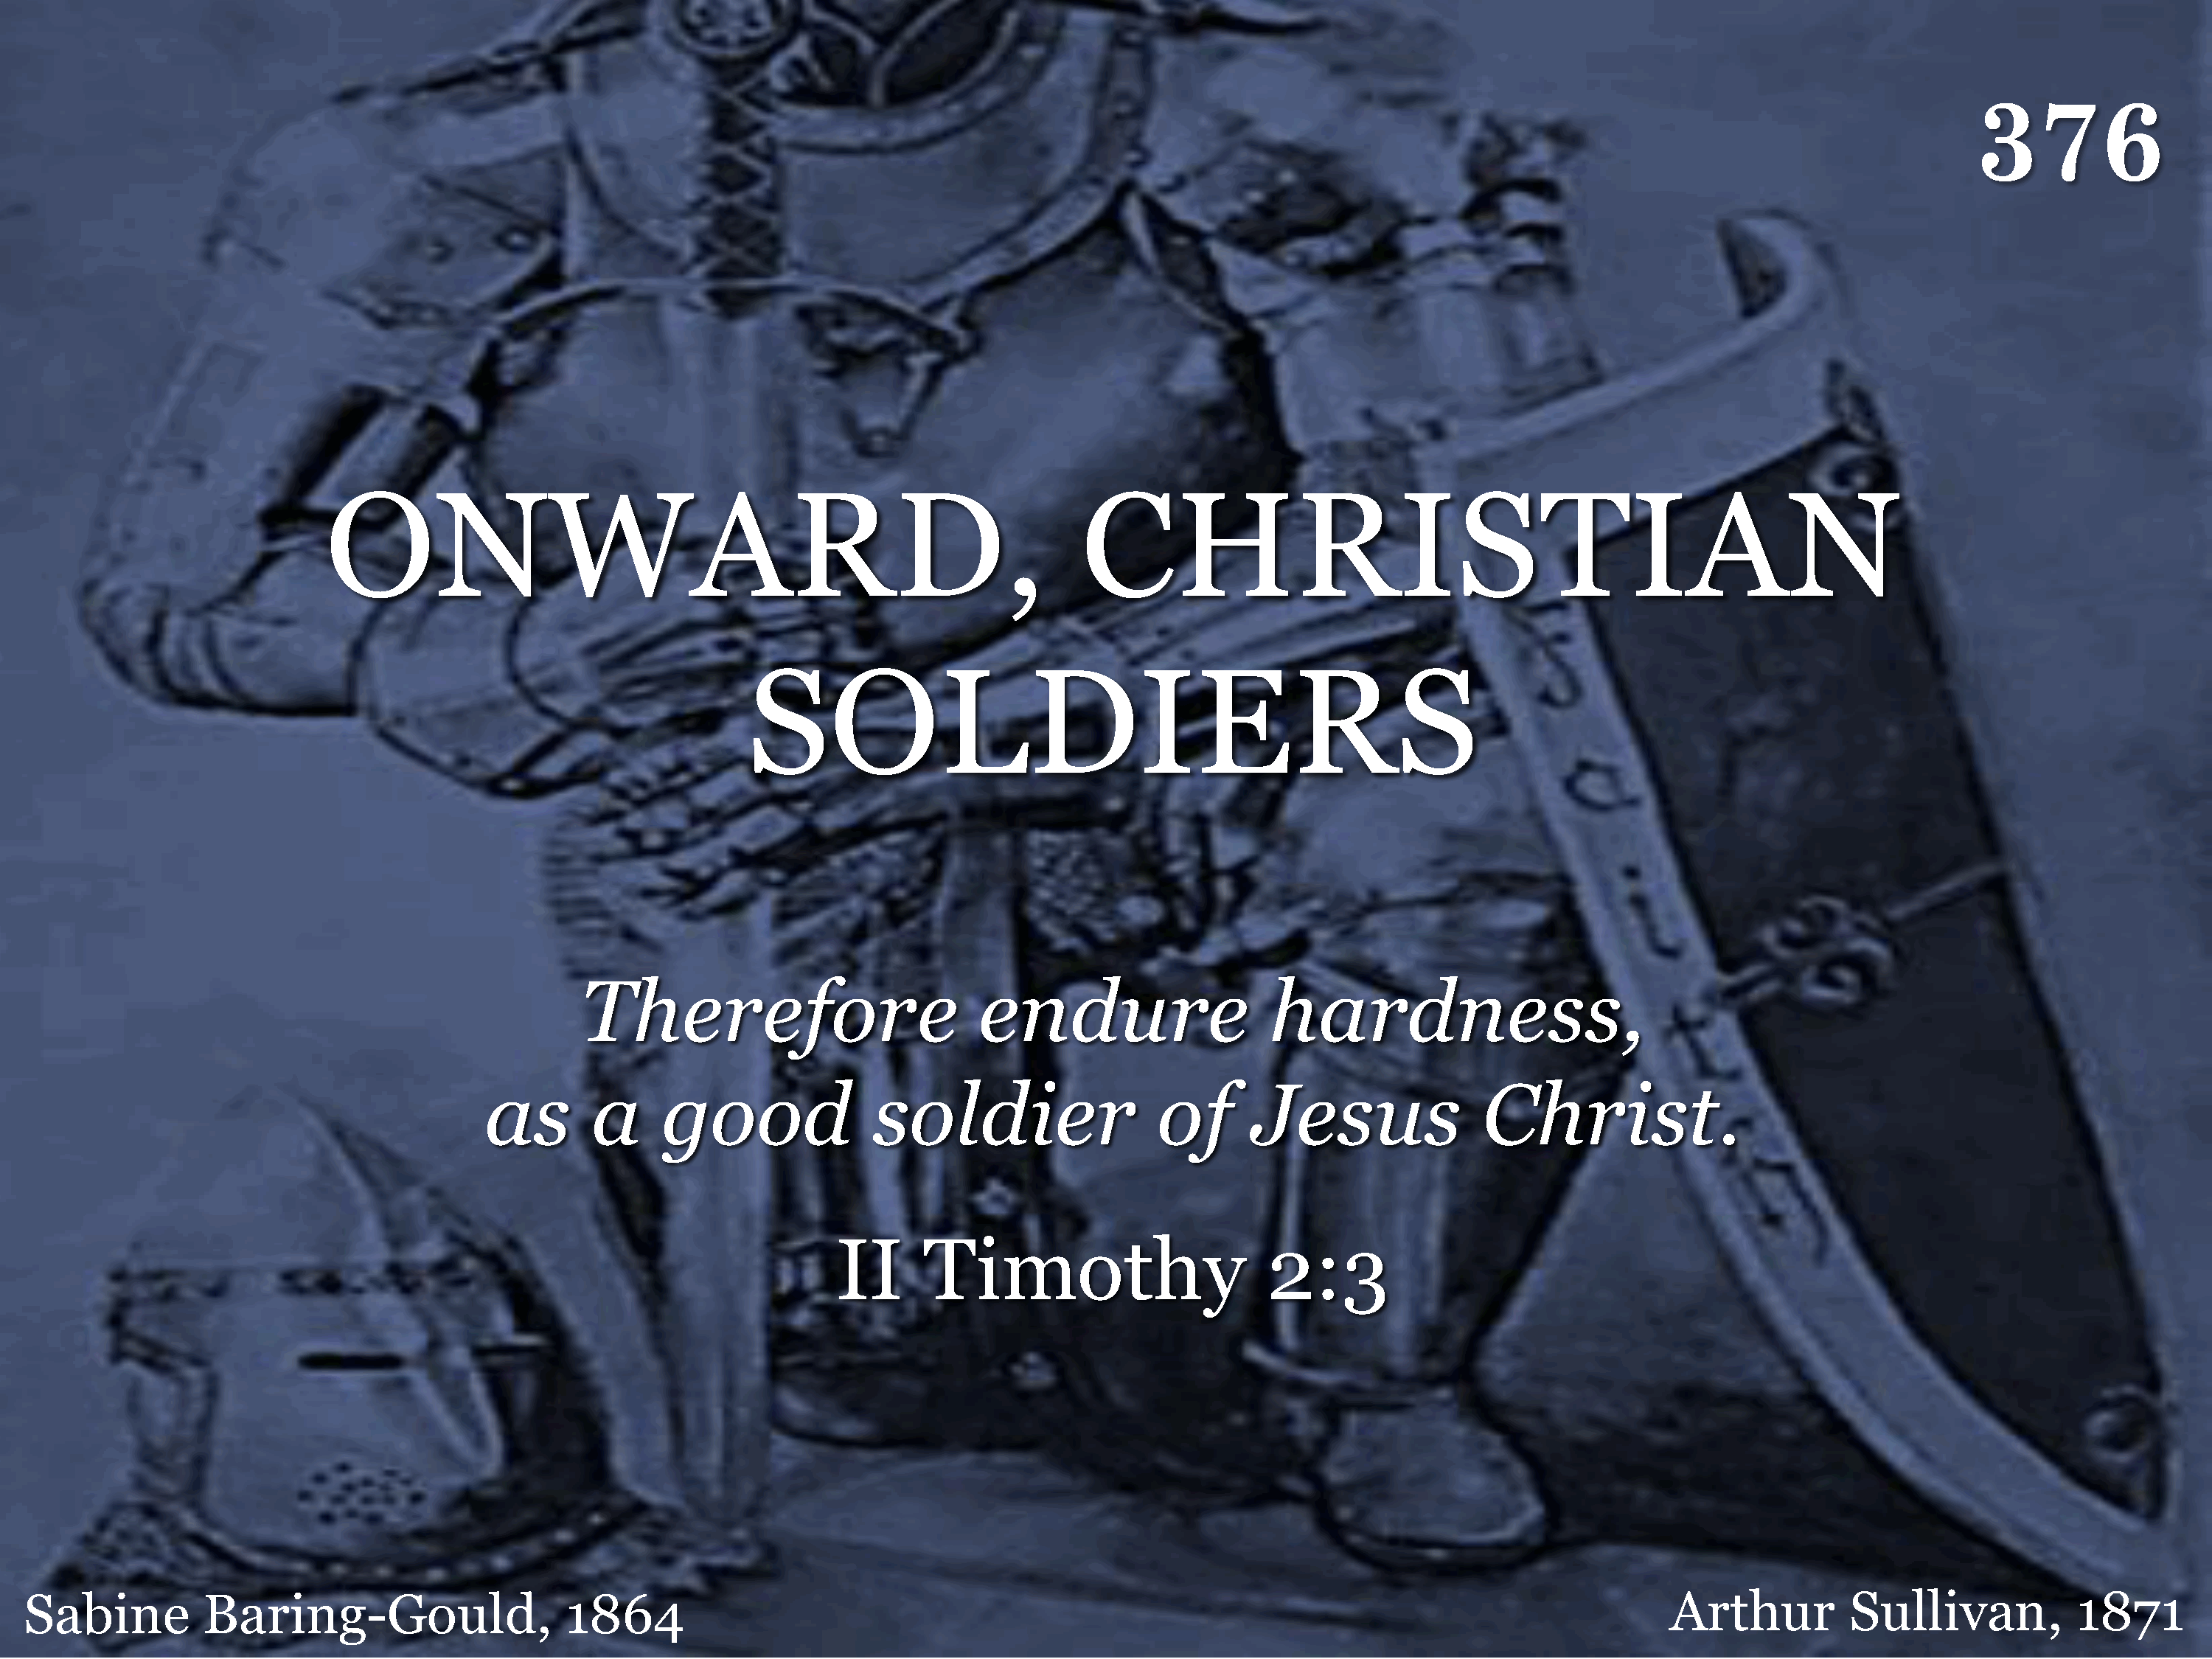 376
ONWARD, CHRISTIAN
SOLDIERS
Therefore endure hardness,
as a good soldier of Jesus Christ.
II Timothy 2:3
Sabine Baring-Gould, 1864
Arthur Sullivan, 1871